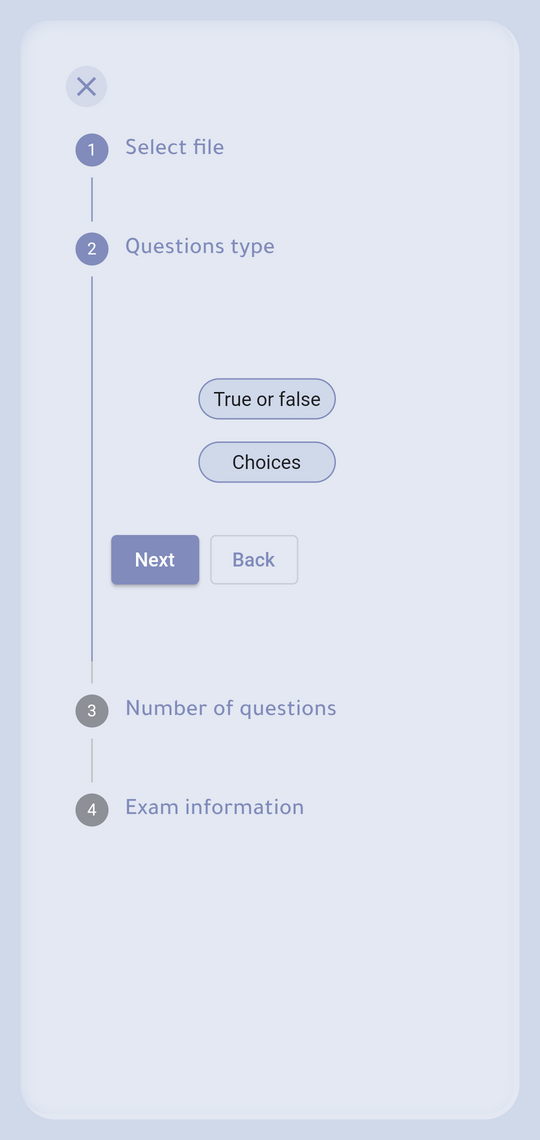 1 Select file
2 Questions type
True or false
Choices
Next Back
3 Number of questions
4 Exam information